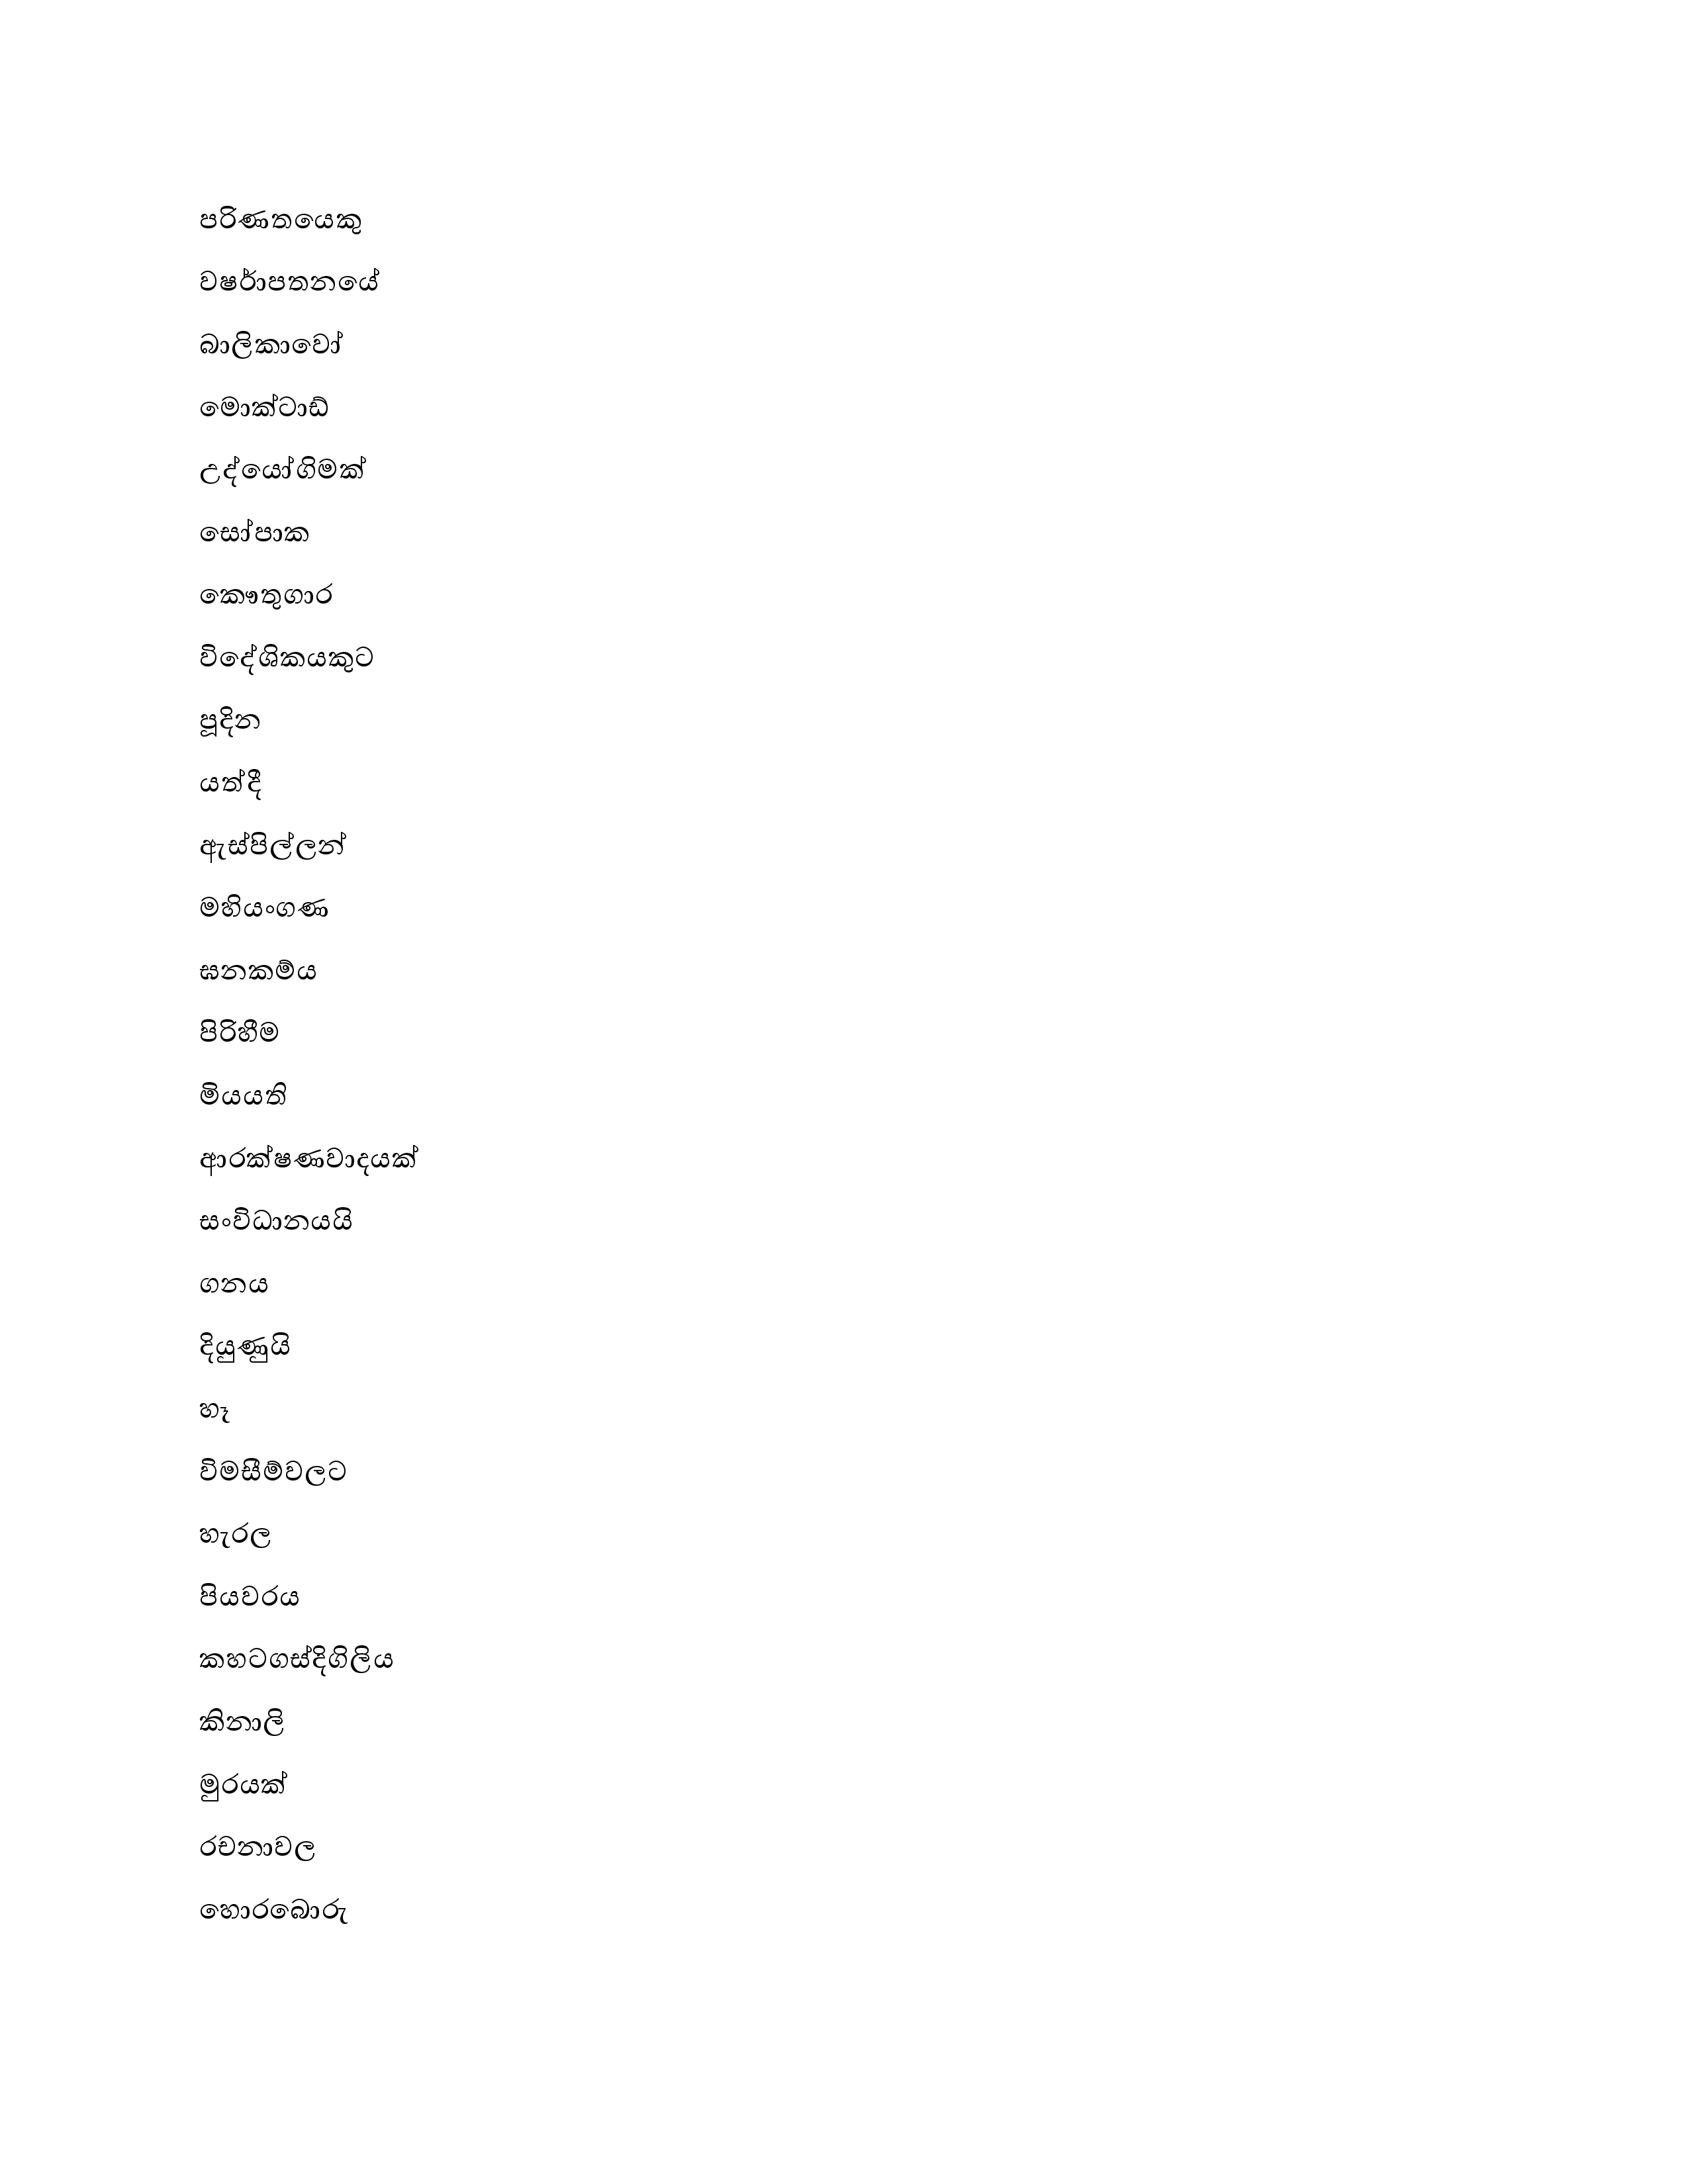 පරිණතයෙකු
වෂර්‍ාපතනයේ
බාලිකාවෝ
මොක්ටාඩ්
උද්යෝගිමක්
සෝපාක
කෞතුගාර
විදේශිකයකුට
පූදින
යත්දී
ඇස්පිල්ලන්
මහියංගණ
ඝනකම්ය
පිරිහීම
මියයති
ආරක්ෂණවාදයක්
සංවිධානයයි
ගනය
දියුණුයි
හෑ
විමසීම්වලට
හැරල
පියවරය
කහටගස්දිගිලිය
කිනාලි
මුරයක්
රචනාවල
හොරබොරු